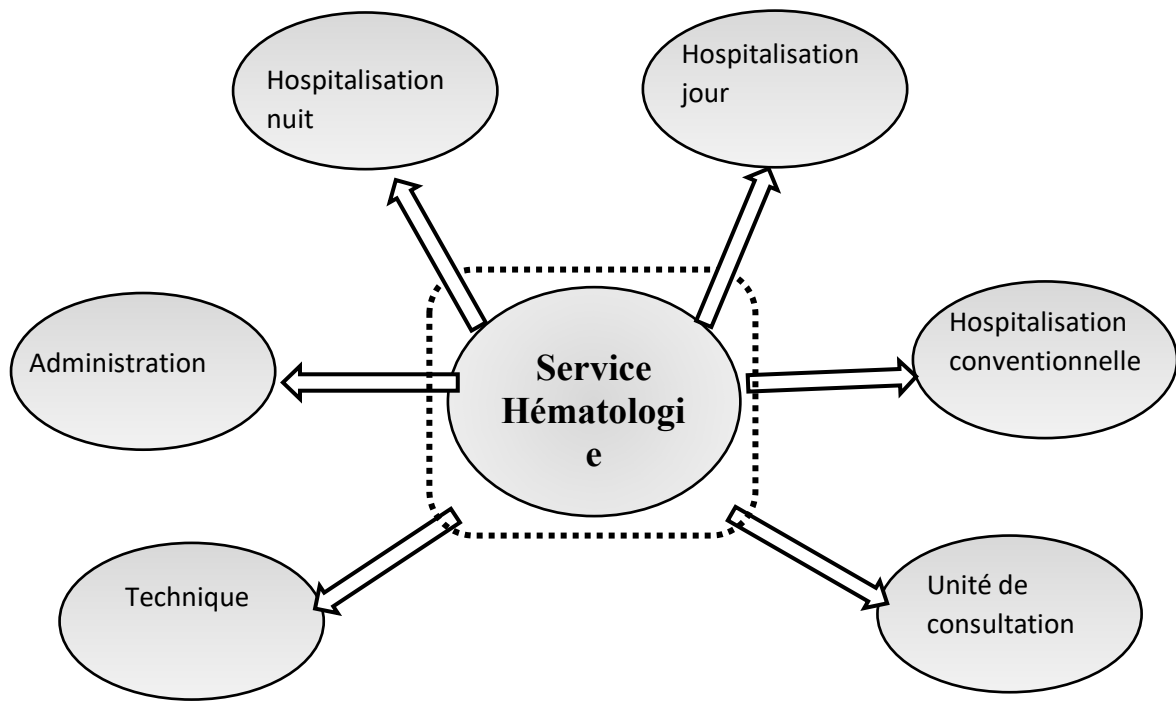 Hospitalisation
nuit
Hospitalisation
jour
Administration
Service
Hématologi
e
Hospitalisation
conventionnelle
Technique
Unité de
consultation